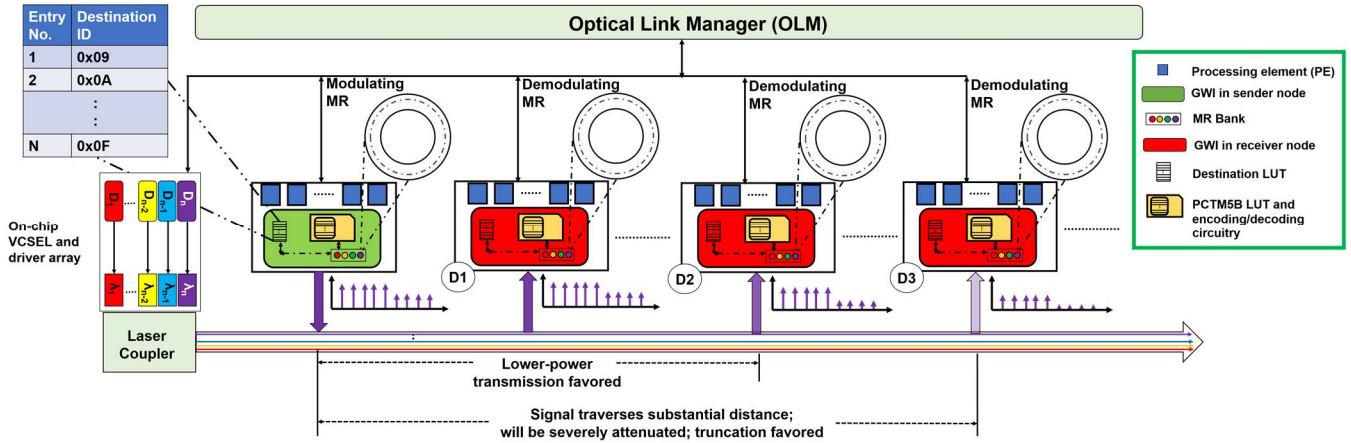 Optical Link Manager (OLM)
Entry No.
Destination ID
1 0x09
2 0x0A
: :
N 0x0F
Modulating
MR
Demodulating
MR
Demodulating
MR
Demodulating
MR
Processing element (PE)
GWI in sender node
MR Bank
GWI in receiver node
Destination LUT
PCTM5B LUT and
encoding/decoding
circuitry
On-chip
VCSEL and
driver array
D1
......
Dn-2
Dn-1
Dn
λ1
......
λn-2
λn-1
λn
......
......
......
......
D1
D2
D3
Laser
Coupler
Lower-power
transmission favored
Signal traverses substantial distance;
will be severely attenuated; truncation favored